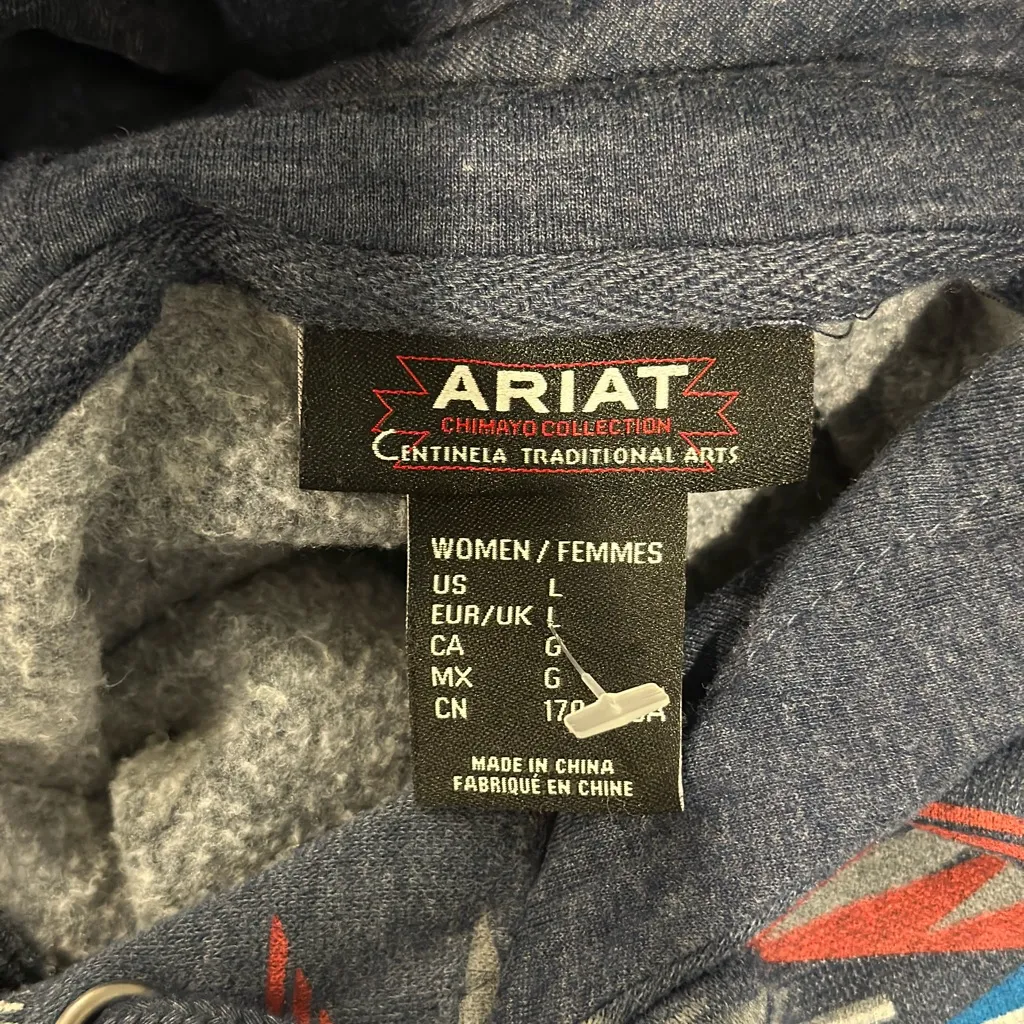 ARIAT
CHIMAYO COLLECTION
CENTINELA TRADITIONAL ARTS
WOMEN / FEMMES
US L
EUR/UK L
CA G
MX G
CN
MADE IN CHINA
FABRIQUÉ EN CHINE